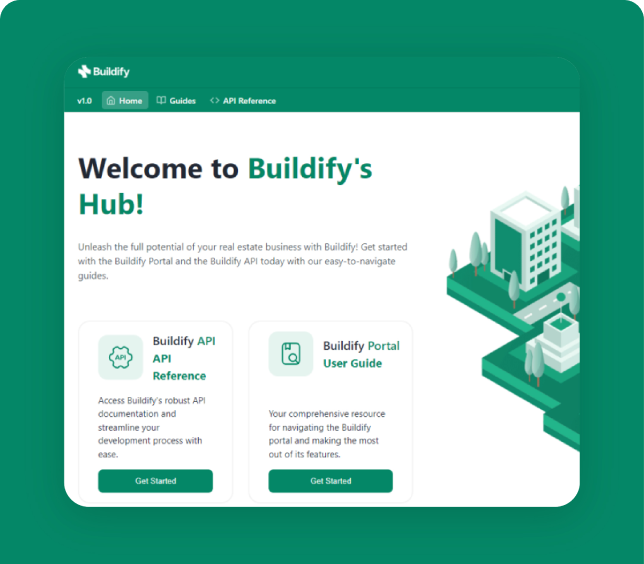 Buildify
v1.0 Home Guides API Reference
Welcome to Buildify's
Hub!
Unleash the full potential of your real estate business with Buildify! Get started
with the Buildify Portal and the Buildify API today with our easy-to-navigate
guides.
API
Buildify API
API
Reference
Access Buildify's robust API
documentation and
streamline your
development process with
ease.
Get Started
Buildify Portal
User Guide
Your comprehensive resource
for navigating the Buildify
portal and making the most
out of its features.
Get Started